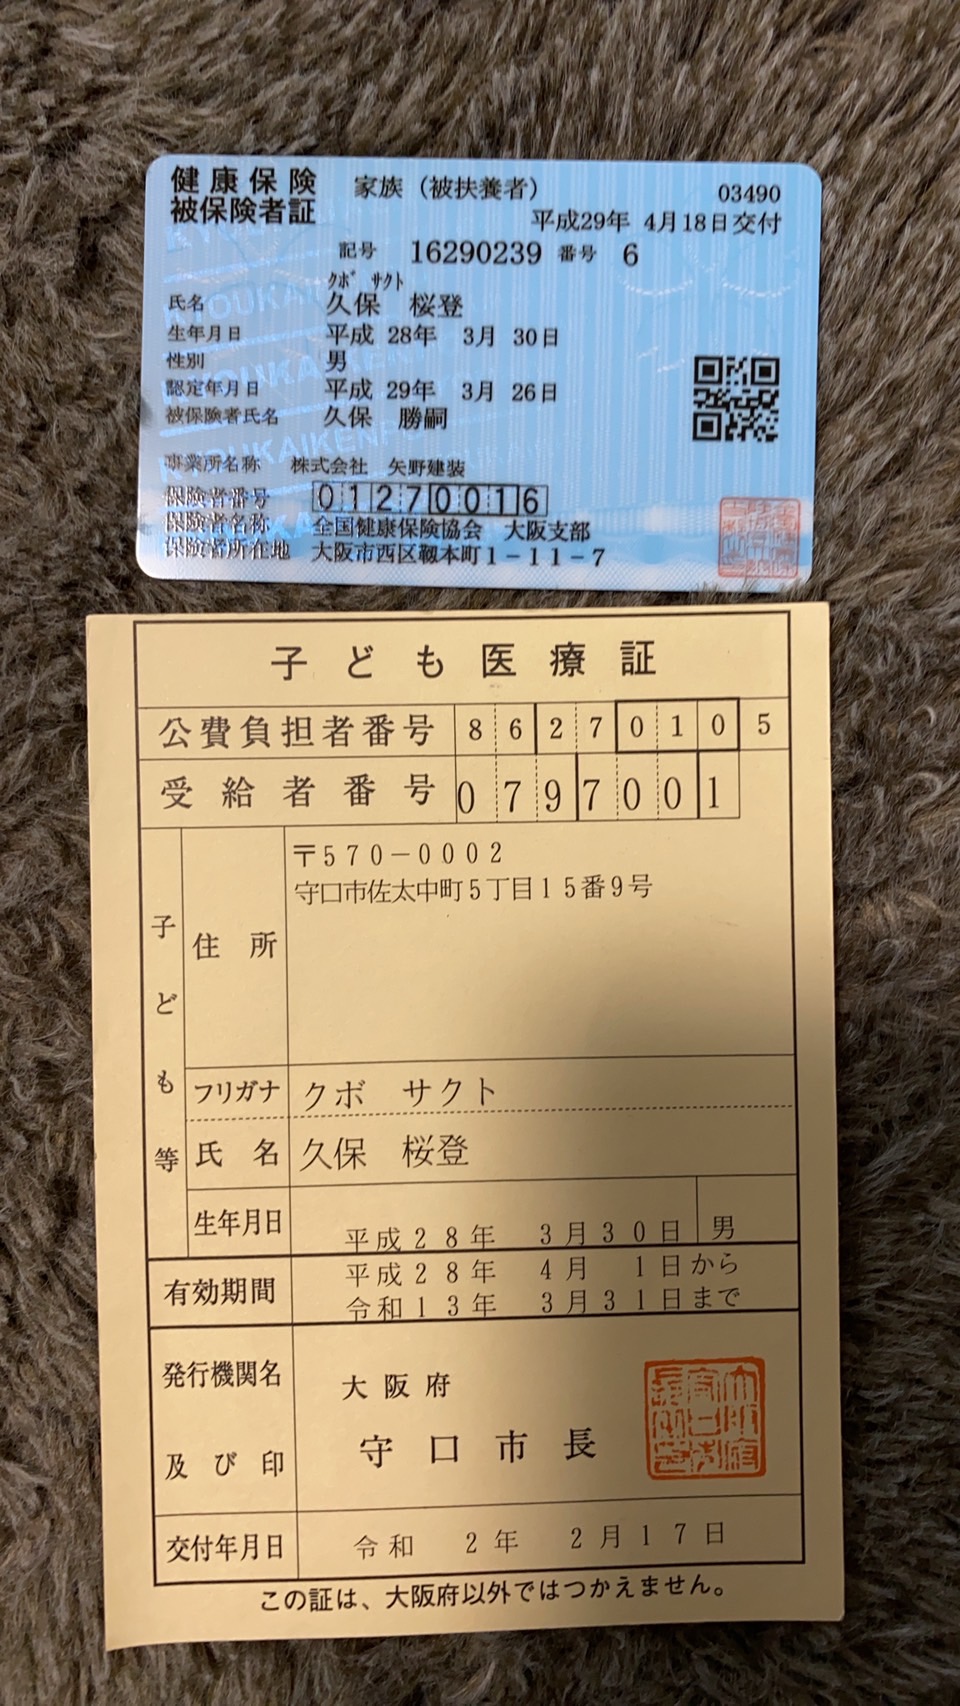 健康保険 家族（被扶養者） 03490
被保険者証 平成29年 4月18日交付
記号 16290239 番号 6
ｸﾎﾞ ｻｸﾄ
氏名 久保 桜登
生年月日 平成 28年 3月 30日
性別 男
認定年月日 平成 29年 3月 26日
被保険者氏名 久保 勝嗣
事業所名称 株式会社 矢野建装
保険者番号 01270016
保険者名称 全国健康保険協会 大阪支部
保険者所在地 大阪市西区靱本町1-11-7
子ども医療証
公費負担者番号 86270105
受給者番号 0797001
子ども等
住所 〒570-0002
守口市佐太中町5丁目15番9号
フリガナ クボ サクト
氏名 久保 桜登
生年月日 平成28年 3月30日 男
有効期間 平成28年 4月 1日から
令和13年 3月31日まで
発行機関名 大阪府
及び印 守口市長
交付年月日 令和 2年 2月17日
この証は、大阪府以外ではつかえません。